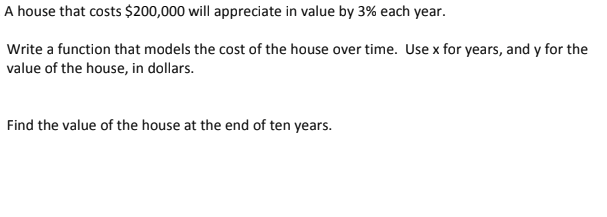 A house that costs $200,000 will appreciate in value by 3% each year.
Write a function that models the cost of the house over time.  Use x for years, and y for the
value of the house, in dollars.
Find the value of the house at the end of ten years.